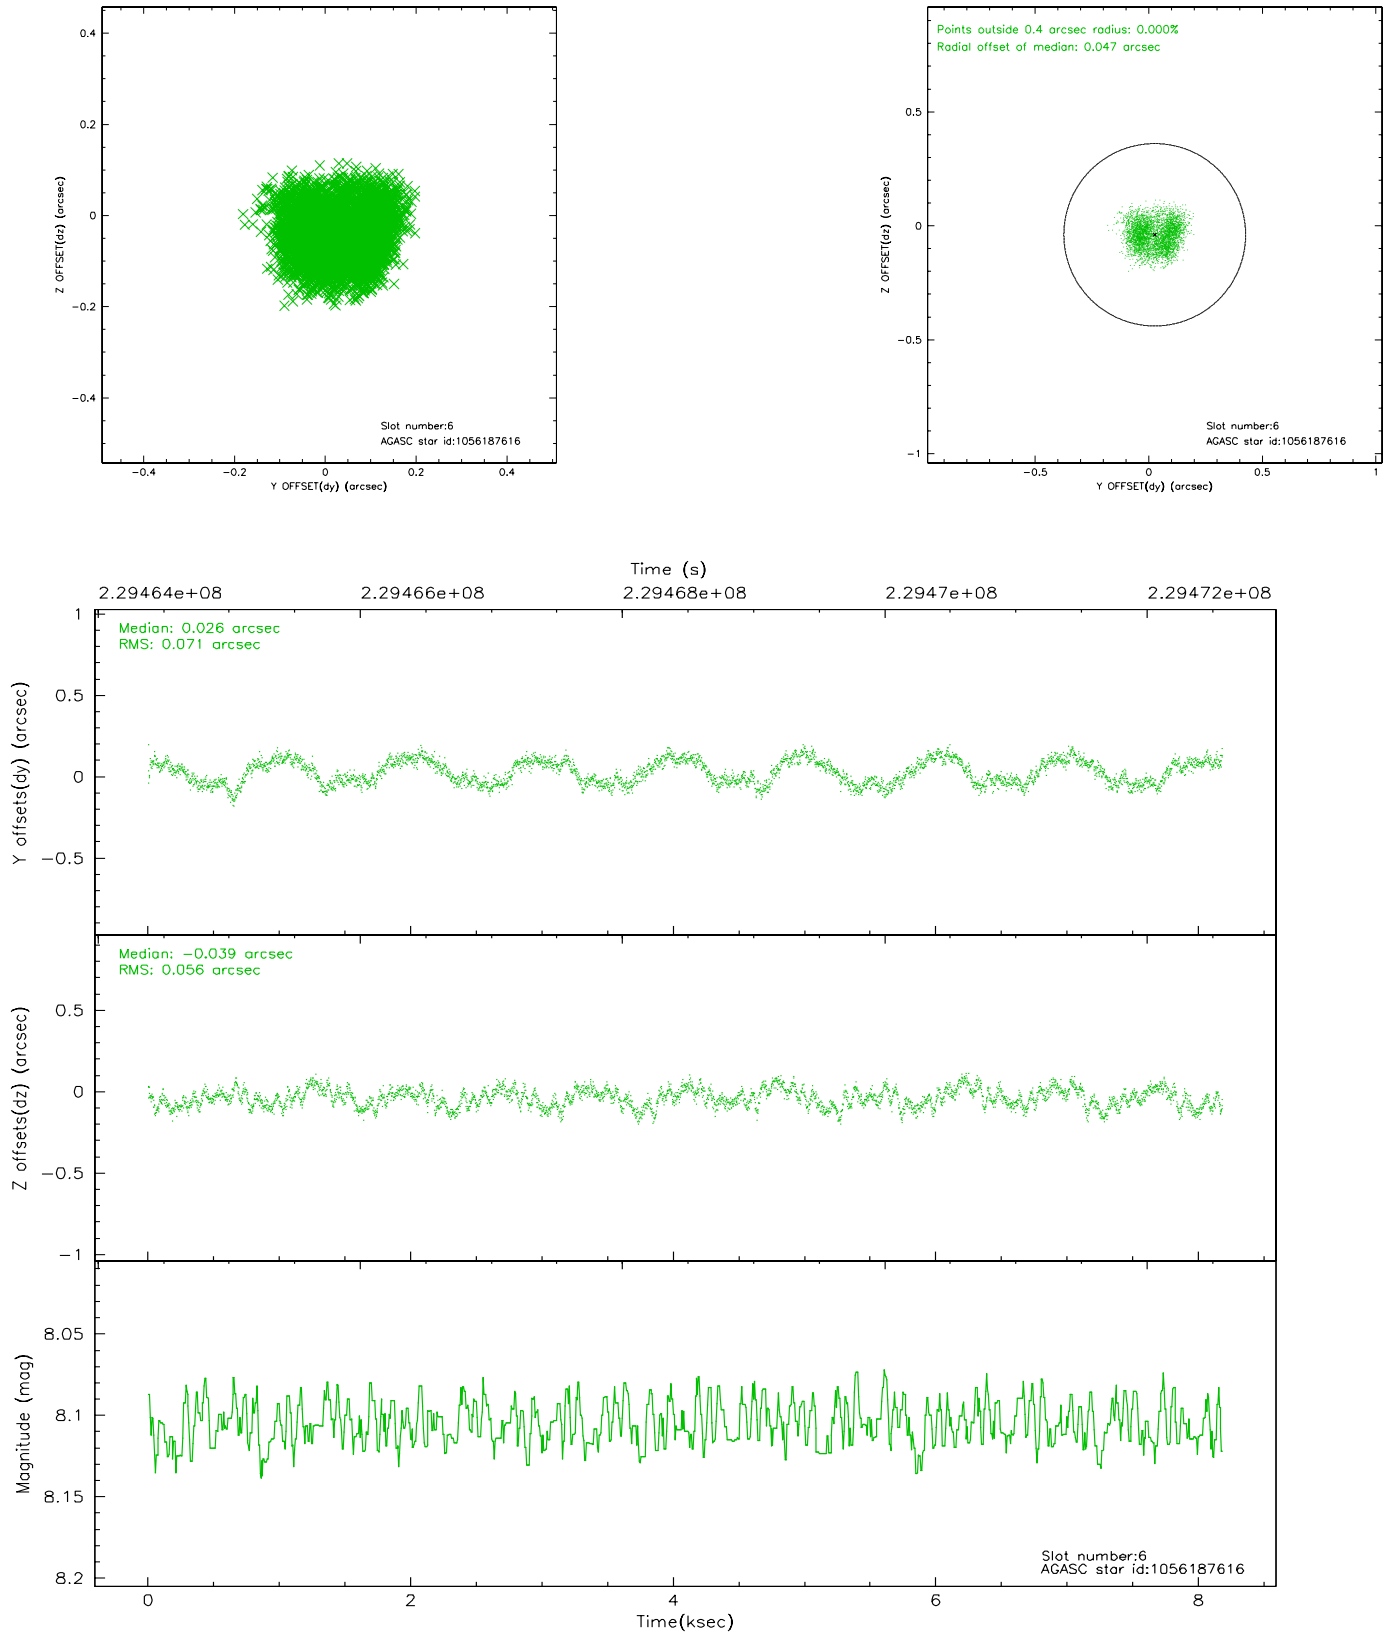 0.4
0.2
0
−0.2
−0.4
Z OFFSET(dz) (arcsec)
Slot number:6
AGASC star id:1056187616
−0.4 −0.2 0 0.2 0.4
Y OFFSET(dy) (arcsec)
Points outside 0.4 arcsec radius: 0.000%
Radial offset of median: 0.047 arcsec
0.5
0
−0.5
−1
Z OFFSET(dz) (arcsec)
Slot number:6
AGASC star id:1056187616
−0.5 0 0.5 1
Y OFFSET(dy) (arcsec)
Time (s)
2.29464e+08 2.29466e+08 2.29468e+08 2.2947e+08 2.29472e+08
Median: 0.026 arcsec
RMS: 0.071 arcsec
1
0.5
0
−0.5
Y offsets(dy) (arcsec)
Median: −0.039 arcsec
RMS: 0.056 arcsec
0.5
0
−0.5
−1
Z offsets(dz) (arcsec)
8.05
8.1
8.15
8.2
Magnitude (mag)
Slot number:6
AGASC star id:1056187616
0 2 4 6 8
Time(ksec)